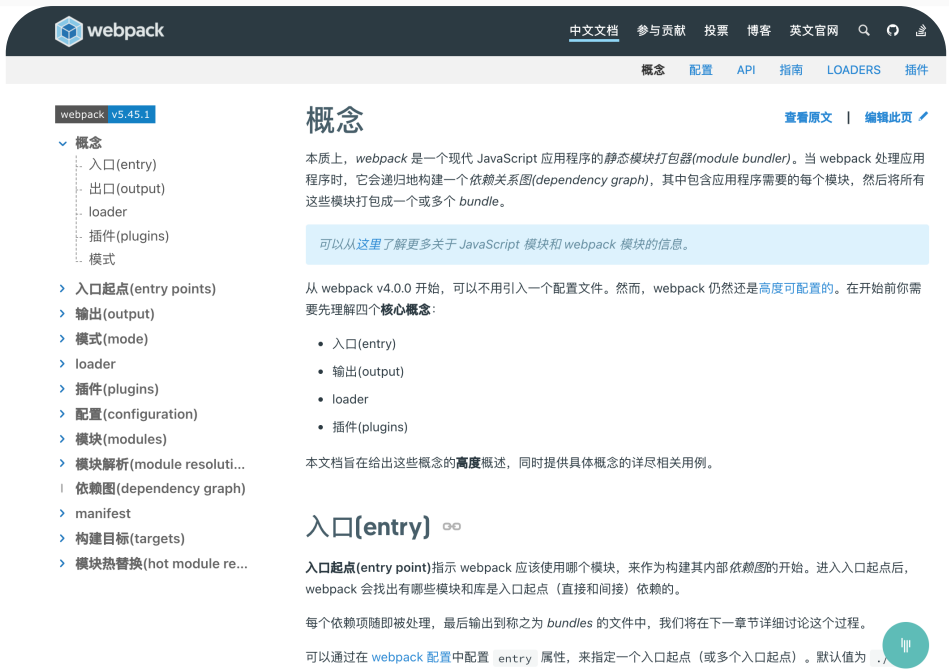 webpack
中文文档 参与贡献 投票 博客 英文官网
概念 配置 API 指南 LOADERS 插件
webpack v5.45.1
概念
入口(entry)
出口(output)
loader
插件(plugins)
模式
入口起点(entry points)
输出(output)
模式(mode)
loader
插件(plugins)
配置(configuration)
模块(modules)
模块解析(module resoluti...
依赖图(dependency graph)
manifest
构建目标(targets)
模块热替换(hot module re...
概念
查看原文 | 编辑此页
本质上，webpack 是一个现代 JavaScript 应用程序的静态模块打包器(module bundler)。当 webpack 处理应用
程序时，它会递归地构建一个依赖关系图(dependency graph)，其中包含应用程序需要的每个模块，然后将所有
这些模块打包成一个或多个 bundle。
可以从这里了解更多关于 JavaScript 模块和 webpack 模块的信息。
从 webpack v4.0.0 开始，可以不用引入一个配置文件。然而，webpack 仍然还是高度可配置的。在开始前你需
要先理解四个核心概念：
入口(entry)
输出(output)
loader
插件(plugins)
本文档旨在给出这些概念的高度概述，同时提供具体概念的详尽相关用例。
入口(entry)
入口起点(entry point)指示 webpack 应该使用哪个模块，来作为构建其内部依赖图的开始。进入入口起点后，
webpack 会找出有哪些模块和库是入口起点（直接和间接）依赖的。
每个依赖项随即被处理，最后输出到称之为 bundles 的文件中，我们将在下一章节详细讨论这个过程。
可以通过在 webpack 配置中配置 entry 属性，来指定一个入口起点（或多个入口起点）。默认值为 ./